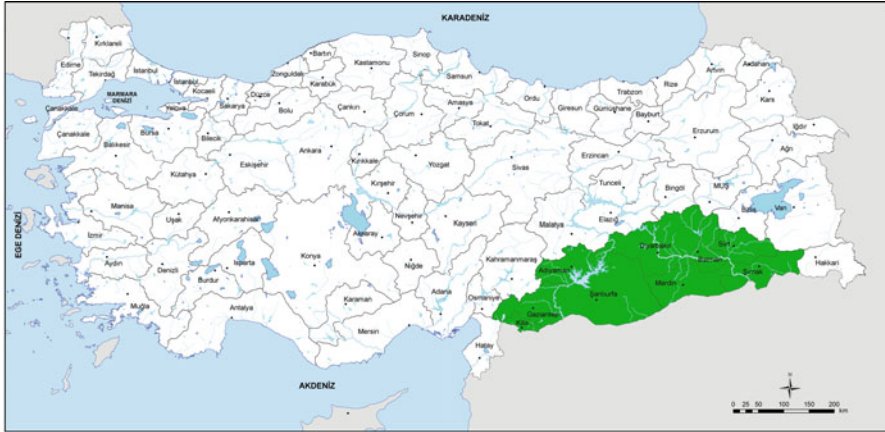 KARADENİZ
Kırklareli
Edirne
Tekirdağ
İstanbul
İstanbul
Kocaeli
MARMARA
DENİZİ
Yalova
Sakarya
Düzce
Zonguldak
Bartın
Karabük
Kastamonu
Sinop
Samsun
Ordu
Giresun
Trabzon
Rize
Artvin
Ardahan
Kars
Iğdır
Ağrı
Çanakkale
Çanakkale
Balıkesir
Bursa
Bilecik
Bolu
Çankırı
Çorum
Amasya
Tokat
Gümüşhane
Bayburt
Erzurum
Erzincan
Kütahya
Eskişehir
Ankara
Kırıkkale
Yozgat
Sivas
Tunceli
Bingöl
MUŞ
Bitlis
Van
Manisa
Uşak
Afyonkarahisar
Kırşehir
Nevşehir
Kayseri
Malatya
Elazığ
EGE DENİZİ
İzmir
Aydın
Denizli
Isparta
Burdur
Konya
Aksaray
Niğde
Kahramanmaraş
Adıyaman
Diyarbakır
Batman
Siirt
Şırnak
Hakkari
Muğla
Antalya
Karaman
Mersin
Adana
Osmaniye
Gaziantep
Kilis
Şanlıurfa
Mardin
Hatay
AKDENİZ
N
0 25 50 100 150 200
km